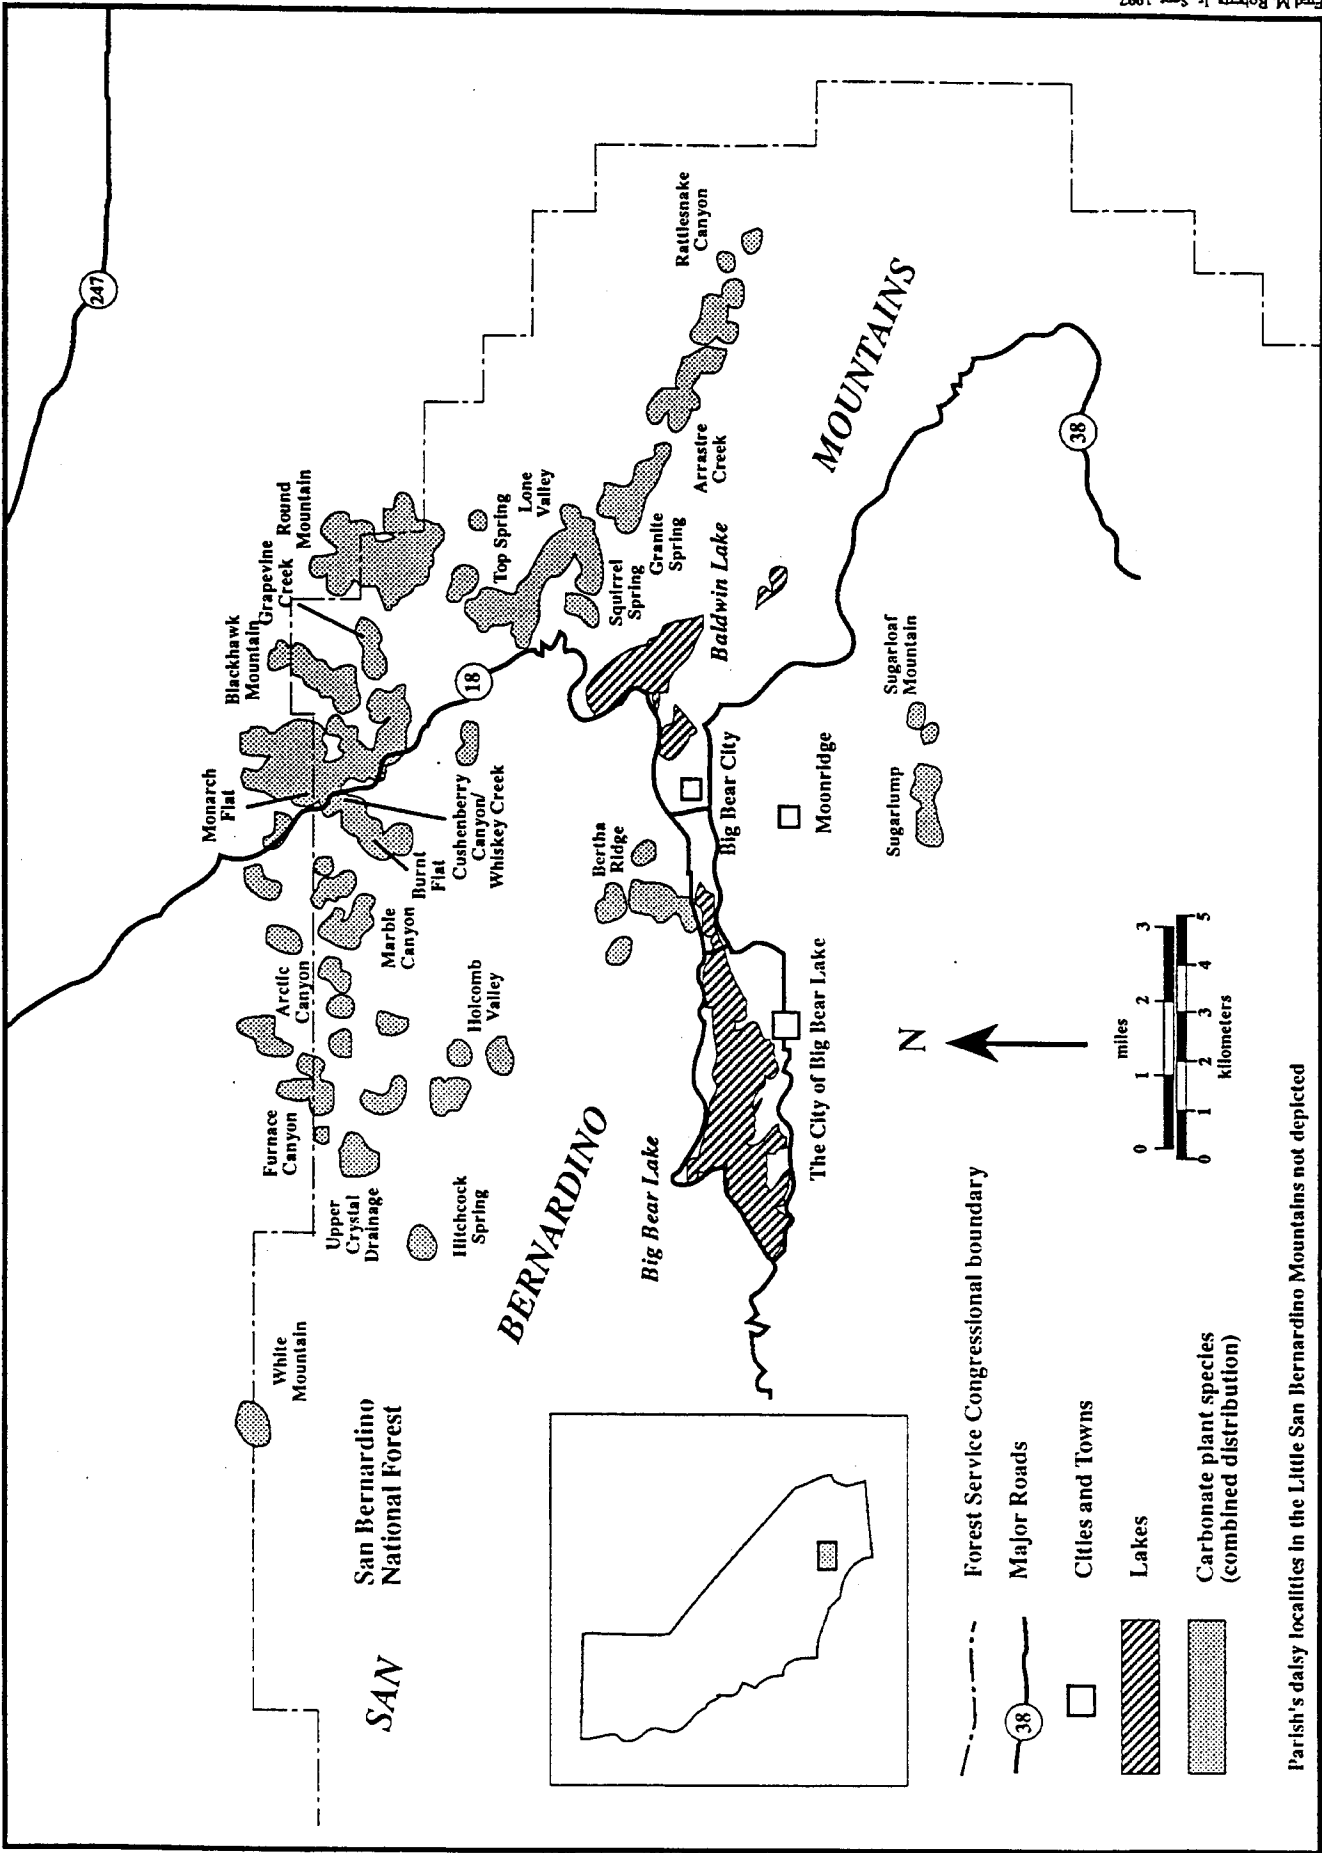 247
Rattlesnake
Canyon
MOUNTAINS
38
Round
Mountain
Grapevine
Creek
Blackhawk
Mountain
Top Spring
Lone
Valley
Arrastre
Creek
Granite
Spring
Squirrel
Spring
Baldwin Lake
18
Monarch
Flat
Cushenberry
Canyon/
Whiskey Creek
Burnt
Flat
Marble
Canyon
Arctic
Canyon
Holcomb
Valley
Furnace
Canyon
Upper
Crystal
Drainage
Hitchcock
Spring
White
Mountain
Bertha
Ridge
Big Bear City
Moonridge
Sugarloaf
Mountain
Sugarlump
The City of Big Bear Lake
Big Bear Lake
BERNARDINO
SAN
San Bernardino
National Forest
N
miles
0 1 2 3
0 1 2 3 4 5
kilometers
Forest Service Congressional boundary
38
Major Roads
Cities and Towns
Lakes
Carbonate plant species
(combined distribution)
Parish's daisy localities in the Little San Bernardino Mountains not depicted
Fred M. Roberts Jr. Sept. 1997